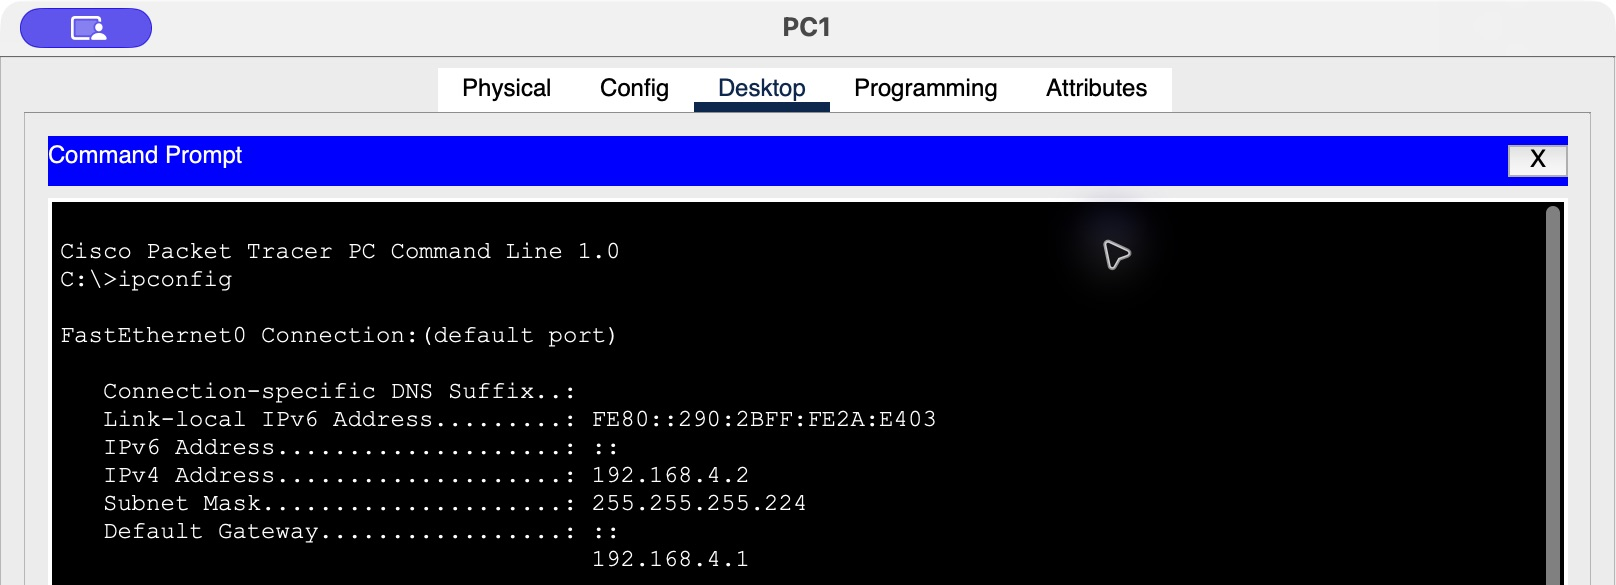 PC1
Physical Config Desktop Programming Attributes
Command Prompt
X
Cisco Packet Tracer PC Command Line 1.0
C:\>ipconfig
FastEthernet0 Connection:(default port)
Connection-specific DNS Suffix..:
Link-local IPv6 Address.........: FE80::290:2BFF:FE2A:E403
IPv6 Address....................: ::
IPv4 Address....................: 192.168.4.2
Subnet Mask.....................: 255.255.255.224
Default Gateway.................: ::
192.168.4.1